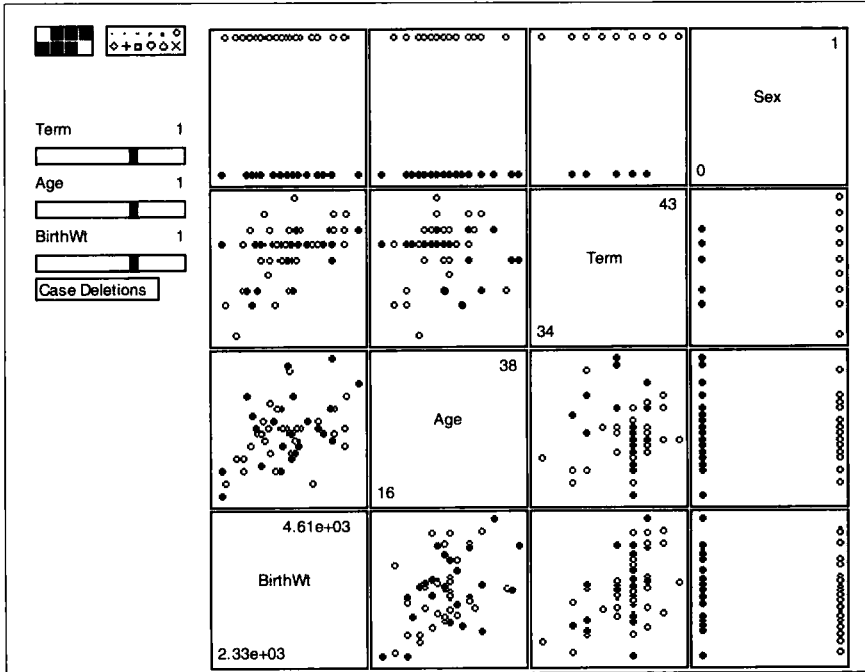 Term 1
Age 1
BirthWt 1
Case Deletions
1
Sex
0
43
Term
34
38
Age
16
4.61e+03
BirthWt
2.33e+03